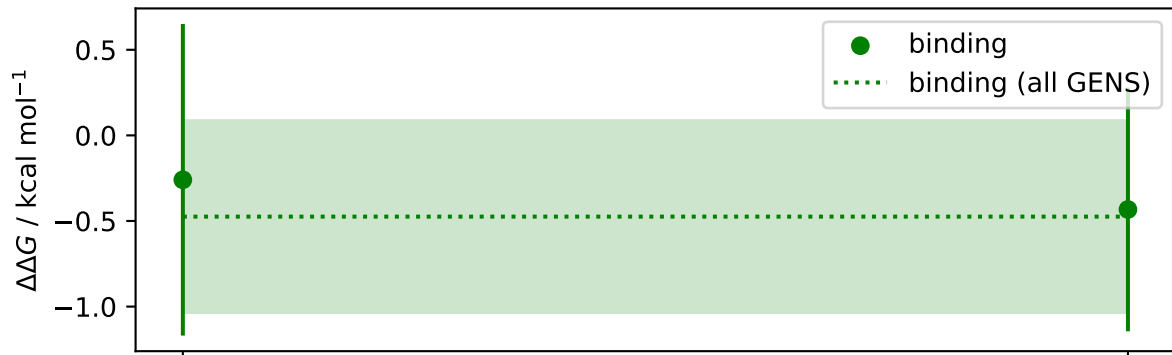 0.5
0.0
−0.5
−1.0
ΔΔG / kcal mol⁻¹
binding
binding (all GENS)